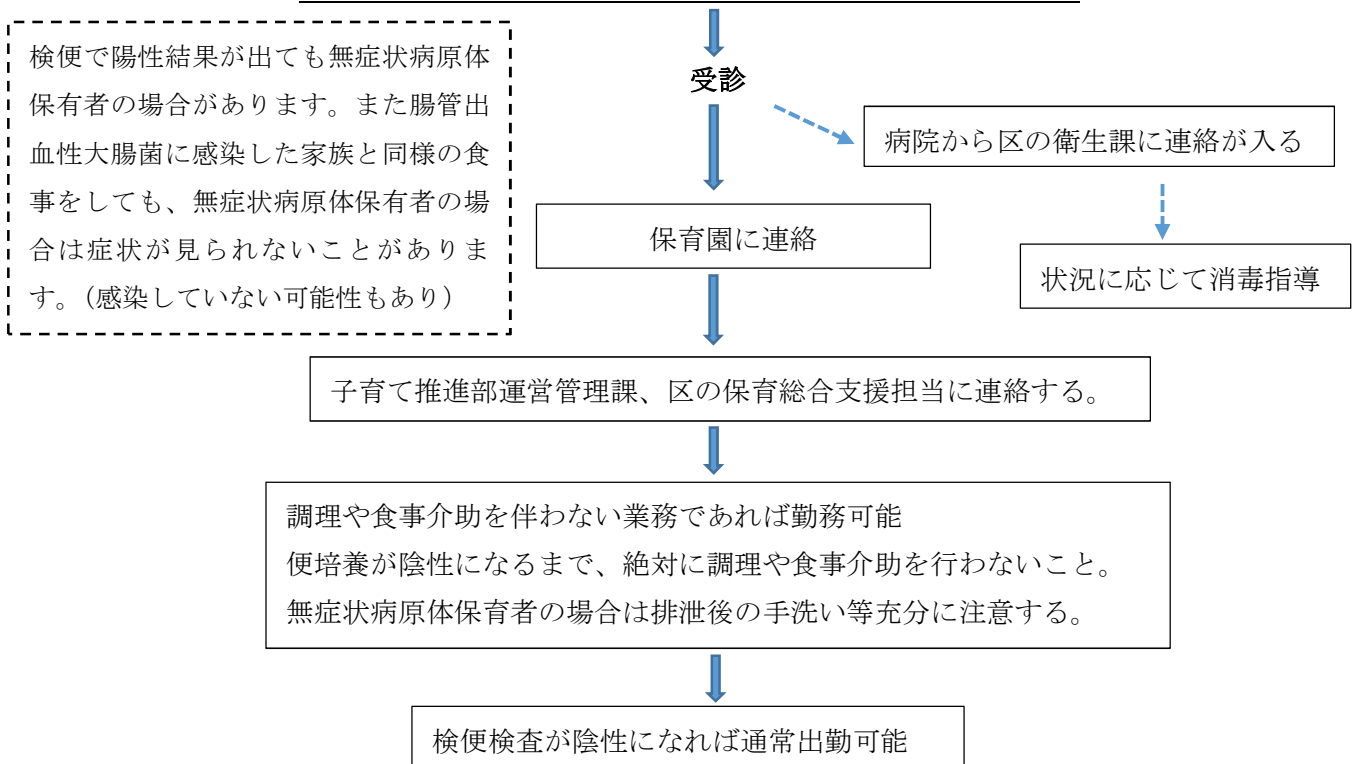 検便で陽性結果が出ても無症状病原体
保有者の場合があります。また腸管出
血性大腸菌に感染した家族と同様の食
事をしても、無症状病原体保有者の場
合は症状が見られないことがありま
す。（感染していない可能性もあり）
受診
病院から区の衛生課に連絡が入る
保育園に連絡
状況に応じて消毒指導
子育て推進部運営管理課、区の保育総合支援担当に連絡する。
調理や食事介助を伴わない業務であれば勤務可能
便培養が陰性になるまで、絶対に調理や食事介助を行わないこと。
無症状病原体保育者の場合は排泄後の手洗い等充分に注意する。
検便検査が陰性になれば通常出勤可能